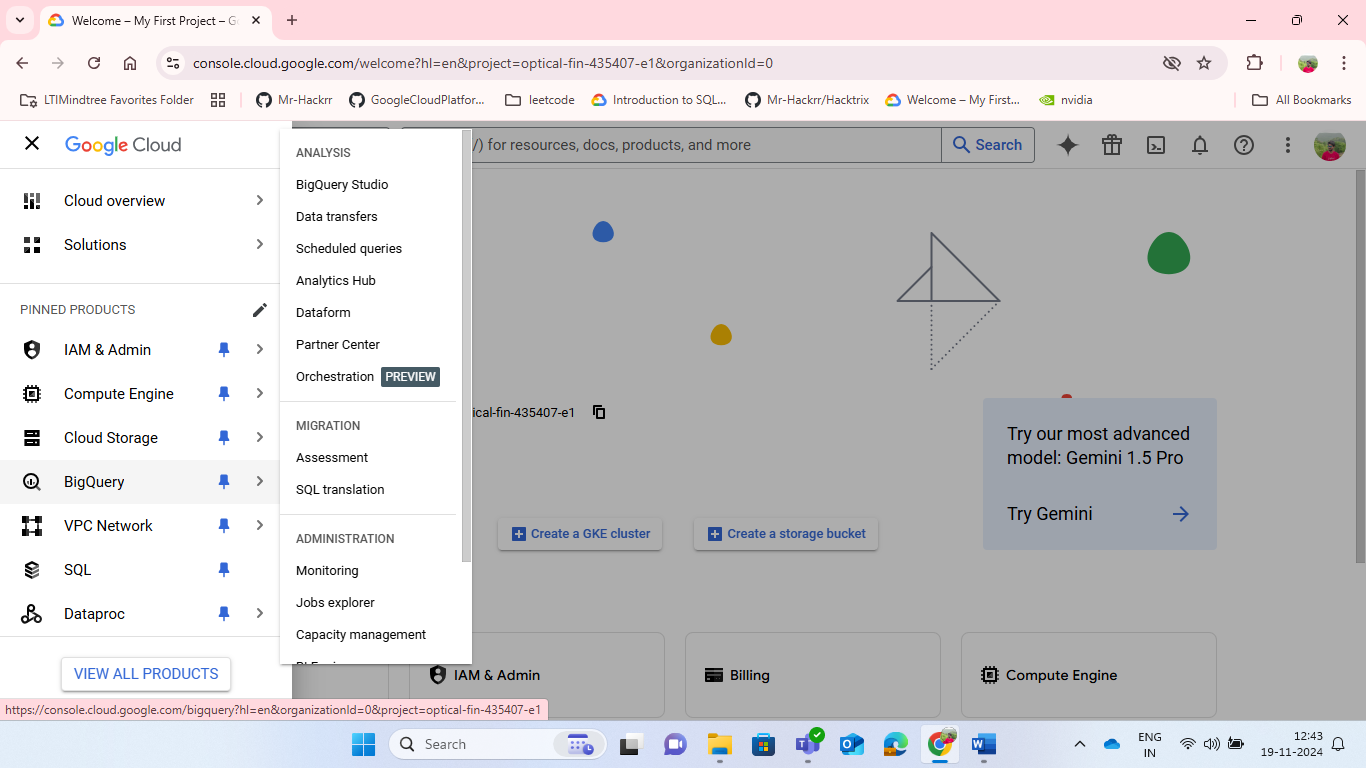 Welcome – My First Project – G
console.cloud.google.com/welcome?hl=en&project=optical-fin-435407-e1&organizationId=0
LTIMindtree Favorites Folder
Mr-Hackrr
GoogleCloudPlatfor...
leetcode
Introduction to SQL...
Mr-Hackrr/Hacktrix
Welcome – My First...
nvidia
All Bookmarks
Google Cloud
/) for resources, docs, products, and more
Search
Cloud overview
Solutions
PINNED PRODUCTS
IAM & Admin
Compute Engine
Cloud Storage
BigQuery
VPC Network
SQL
Dataproc
VIEW ALL PRODUCTS
ANALYSIS
BigQuery Studio
Data transfers
Scheduled queries
Analytics Hub
Dataform
Partner Center
Orchestration PREVIEW
MIGRATION
Assessment
SQL translation
ADMINISTRATION
Monitoring
Jobs explorer
Capacity management
ical-fin-435407-e1
Try our most advanced
model: Gemini 1.5 Pro
Try Gemini
Create a GKE cluster
Create a storage bucket
IAM & Admin
Billing
Compute Engine
https://console.cloud.google.com/bigquery?hl=en&organizationId=0&project=optical-fin-435407-e1
Search
ENG
IN
12:43
19-11-2024